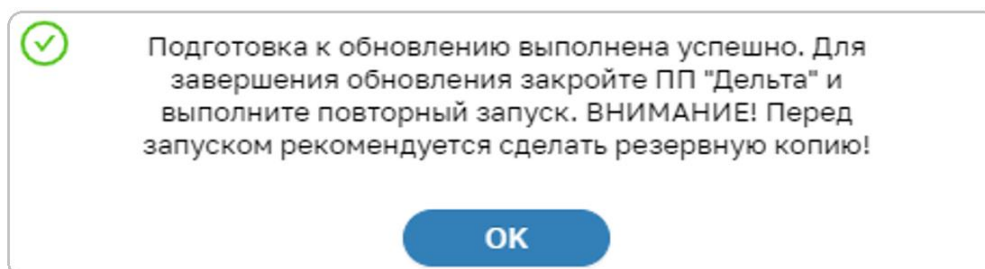 Подготовка к обновлению выполнена успешно. Для
завершения обновления закройте ПП "Дельта" и
выполните повторный запуск. ВНИМАНИЕ! Перед
запуском рекомендуется сделать резервную копию!
ОК